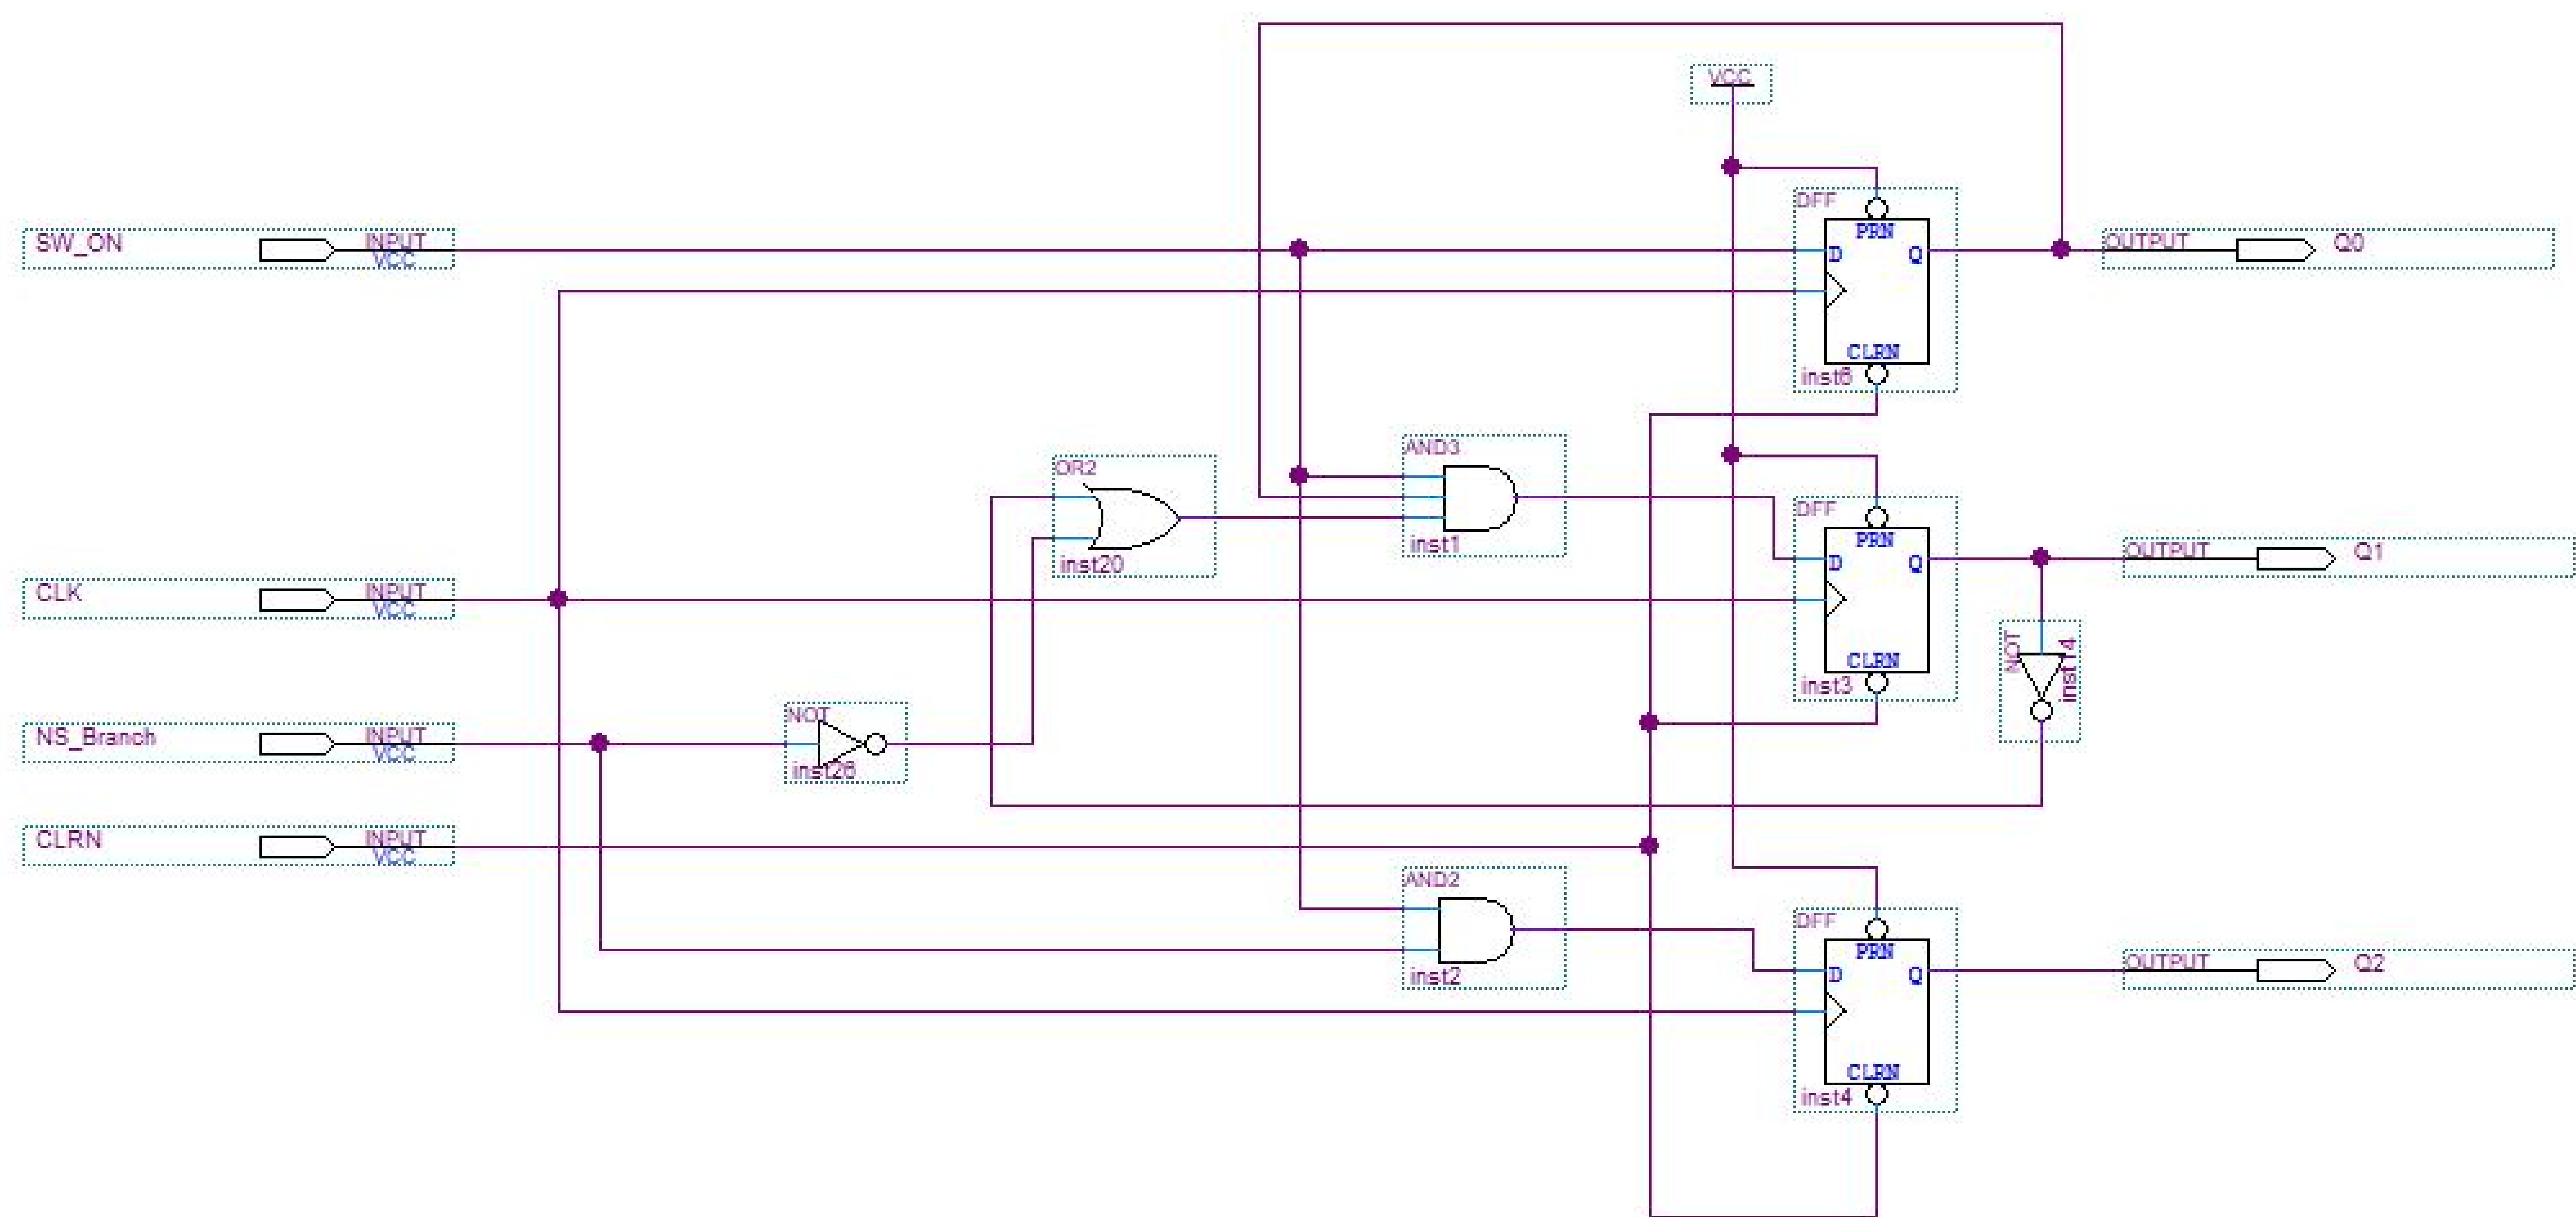 VCC
DFF
SW_ON
INPUT
VCC
PRN
D
Q
OUTPUT
Q0
CLRN
inst6
AND3
OR2
inst1
inst20
DFF
PRN
D
Q
OUTPUT
Q1
CLK
INPUT
VCC
NOT
inst14
CLRN
inst3
NS_Branch
INPUT
VCC
NOT
inst26
CLRN
INPUT
VCC
AND2
inst2
DFF
PRN
D
Q
OUTPUT
Q2
CLRN
inst4